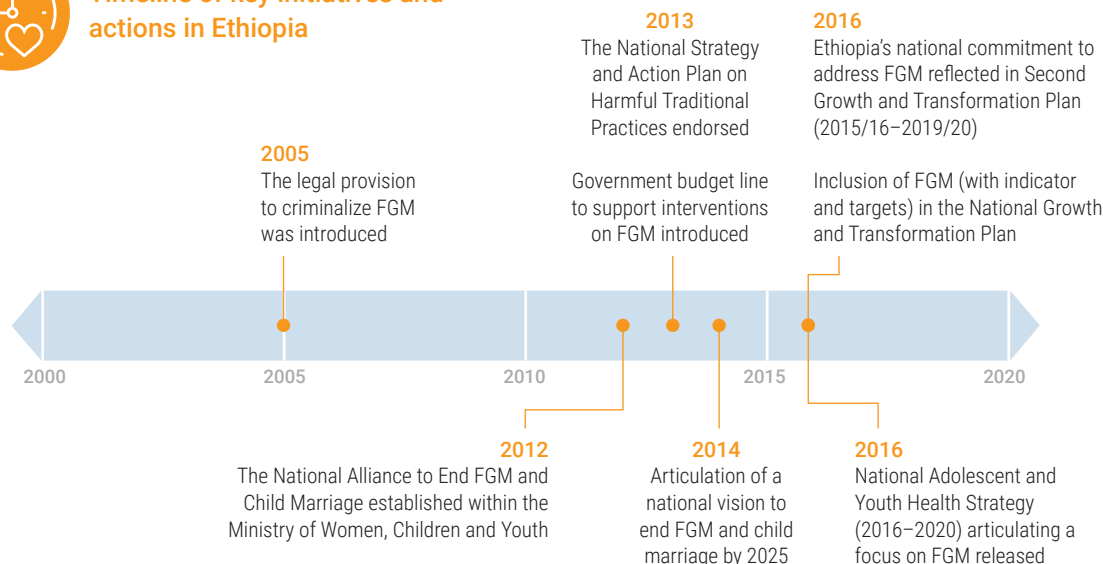 Timeline of key initiatives and
actions in Ethiopia
2013
The National Strategy
and Action Plan on
Harmful Traditional
Practices endorsed
Government budget line
to support interventions
on FGM introduced
2016
Ethiopia's national commitment to
address FGM reflected in Second
Growth and Transformation Plan
(2015/16–2019/20)
Inclusion of FGM (with indicator
and targets) in the National Growth
and Transformation Plan
2005
The legal provision
to criminalize FGM
was introduced
2000
2005
2010
2015
2020
2012
The National Alliance to End FGM and
Child Marriage established within the
Ministry of Women, Children and Youth
2014
Articulation of a
national vision to
end FGM and child
marriage by 2025
2016
National Adolescent and
Youth Health Strategy
(2016–2020) articulating a
focus on FGM released